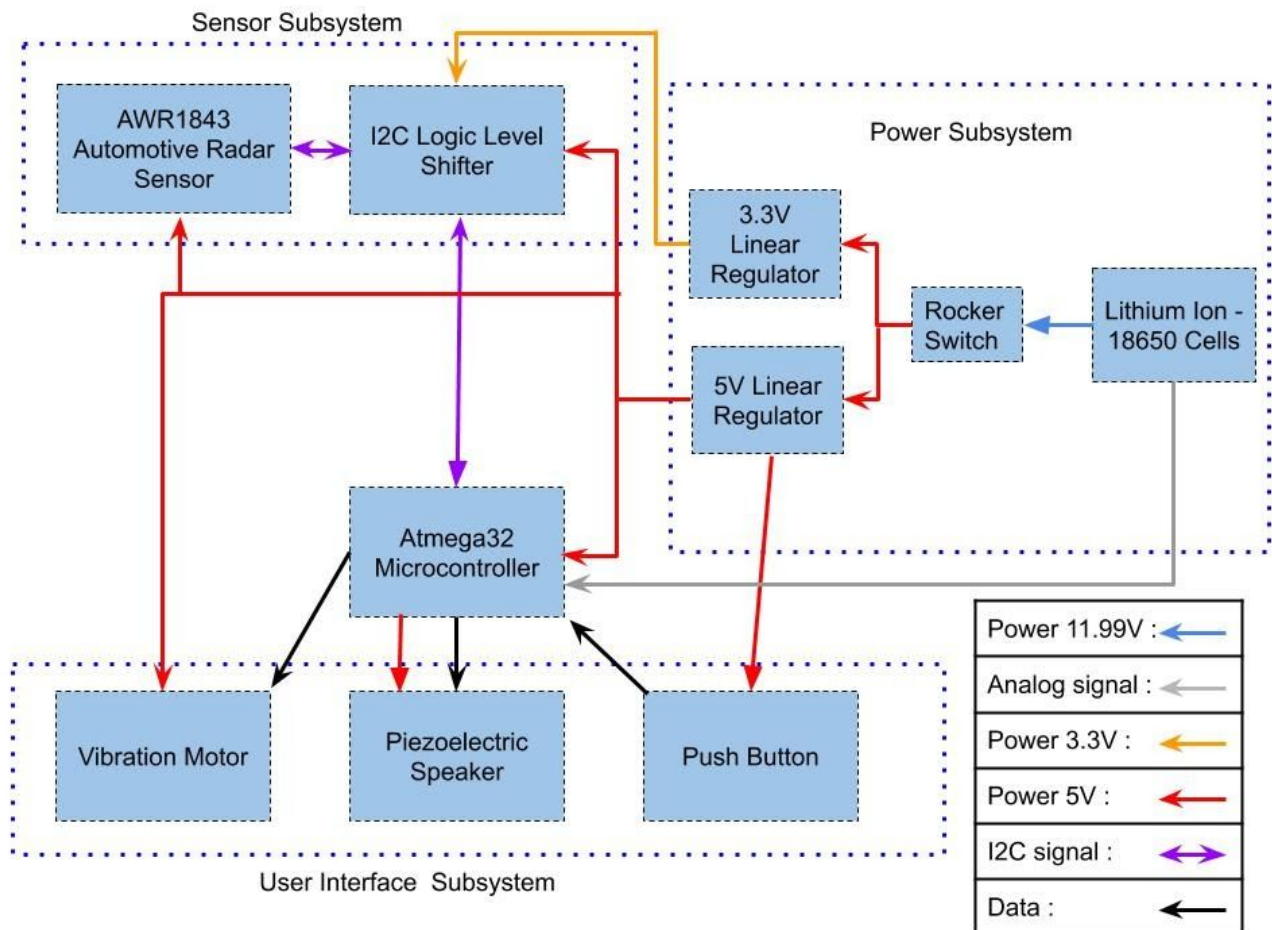 Sensor Subsystem
AWR1843
Automotive Radar
Sensor
I2C Logic Level
Shifter
Power Subsystem
3.3V
Linear
Regulator
Rocker
Switch
Lithium Ion -
18650 Cells
5V Linear
Regulator
Atmega32
Microcontroller
Vibration Motor
Piezoelectric
Speaker
Push Button
User Interface Subsystem
Power 11.99V :
Analog signal :
Power 3.3V :
Power 5V :
I2C signal :
Data :